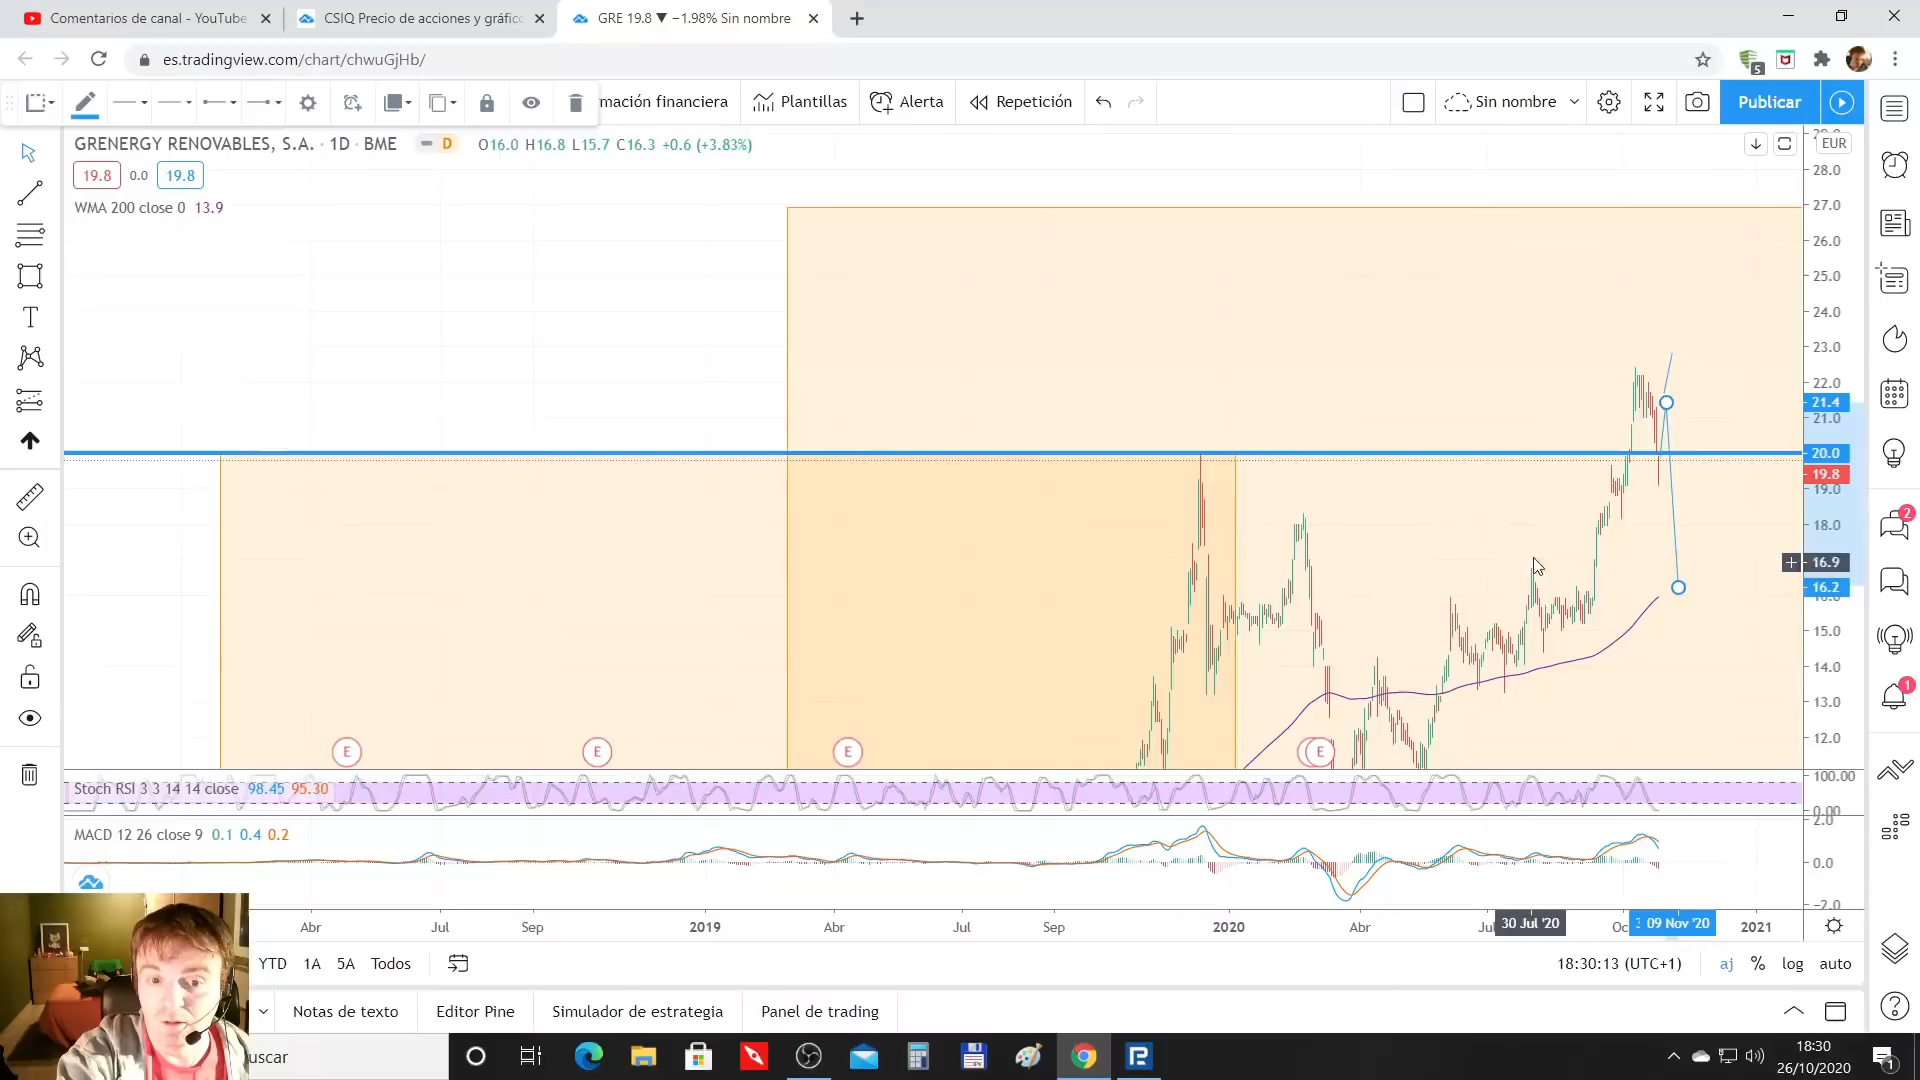 Comentarios de canal - YouTube
CSIQ Precio de acciones y gráfico
GRE 19.8 ▼ −1.98% Sin nombre
es.tradingview.com/chart/chwuGjHb/
5
mación financiera
Plantillas
Alerta
Repetición
Sin nombre
Publicar
GRENERGY RENOVABLES, S.A. · 1D · BME
D
O16.0 H16.8 L15.7 C16.3 +0.6 (+3.83%)
EUR
19.8 0.0 19.8
WMA 200 close 0 13.9
28.0
27.0
26.0
25.0
24.0
23.0
22.0
21.4
21.0
20.0
19.8
19.0
18.0
16.9
16.2
15.0
14.0
13.0
12.0
T
E
E
E
E
2
1
Stoch RSI 3 3 14 14 close 98.45 95.30
100.00
0.00
MACD 12 26 close 9 0.1 0.4 0.2
2.0
0.0
−2.0
Abr
Jul
Sep
2019
Abr
Jul
Sep
2020
Abr
30 Jul '20
09 Nov '20
2021
YTD
1A
5A
Todos
18:30:13 (UTC+1)
aj
%
log
auto
Notas de texto
Editor Pine
Simulador de estrategia
Panel de trading
uscar
18:30
26/10/2020
1